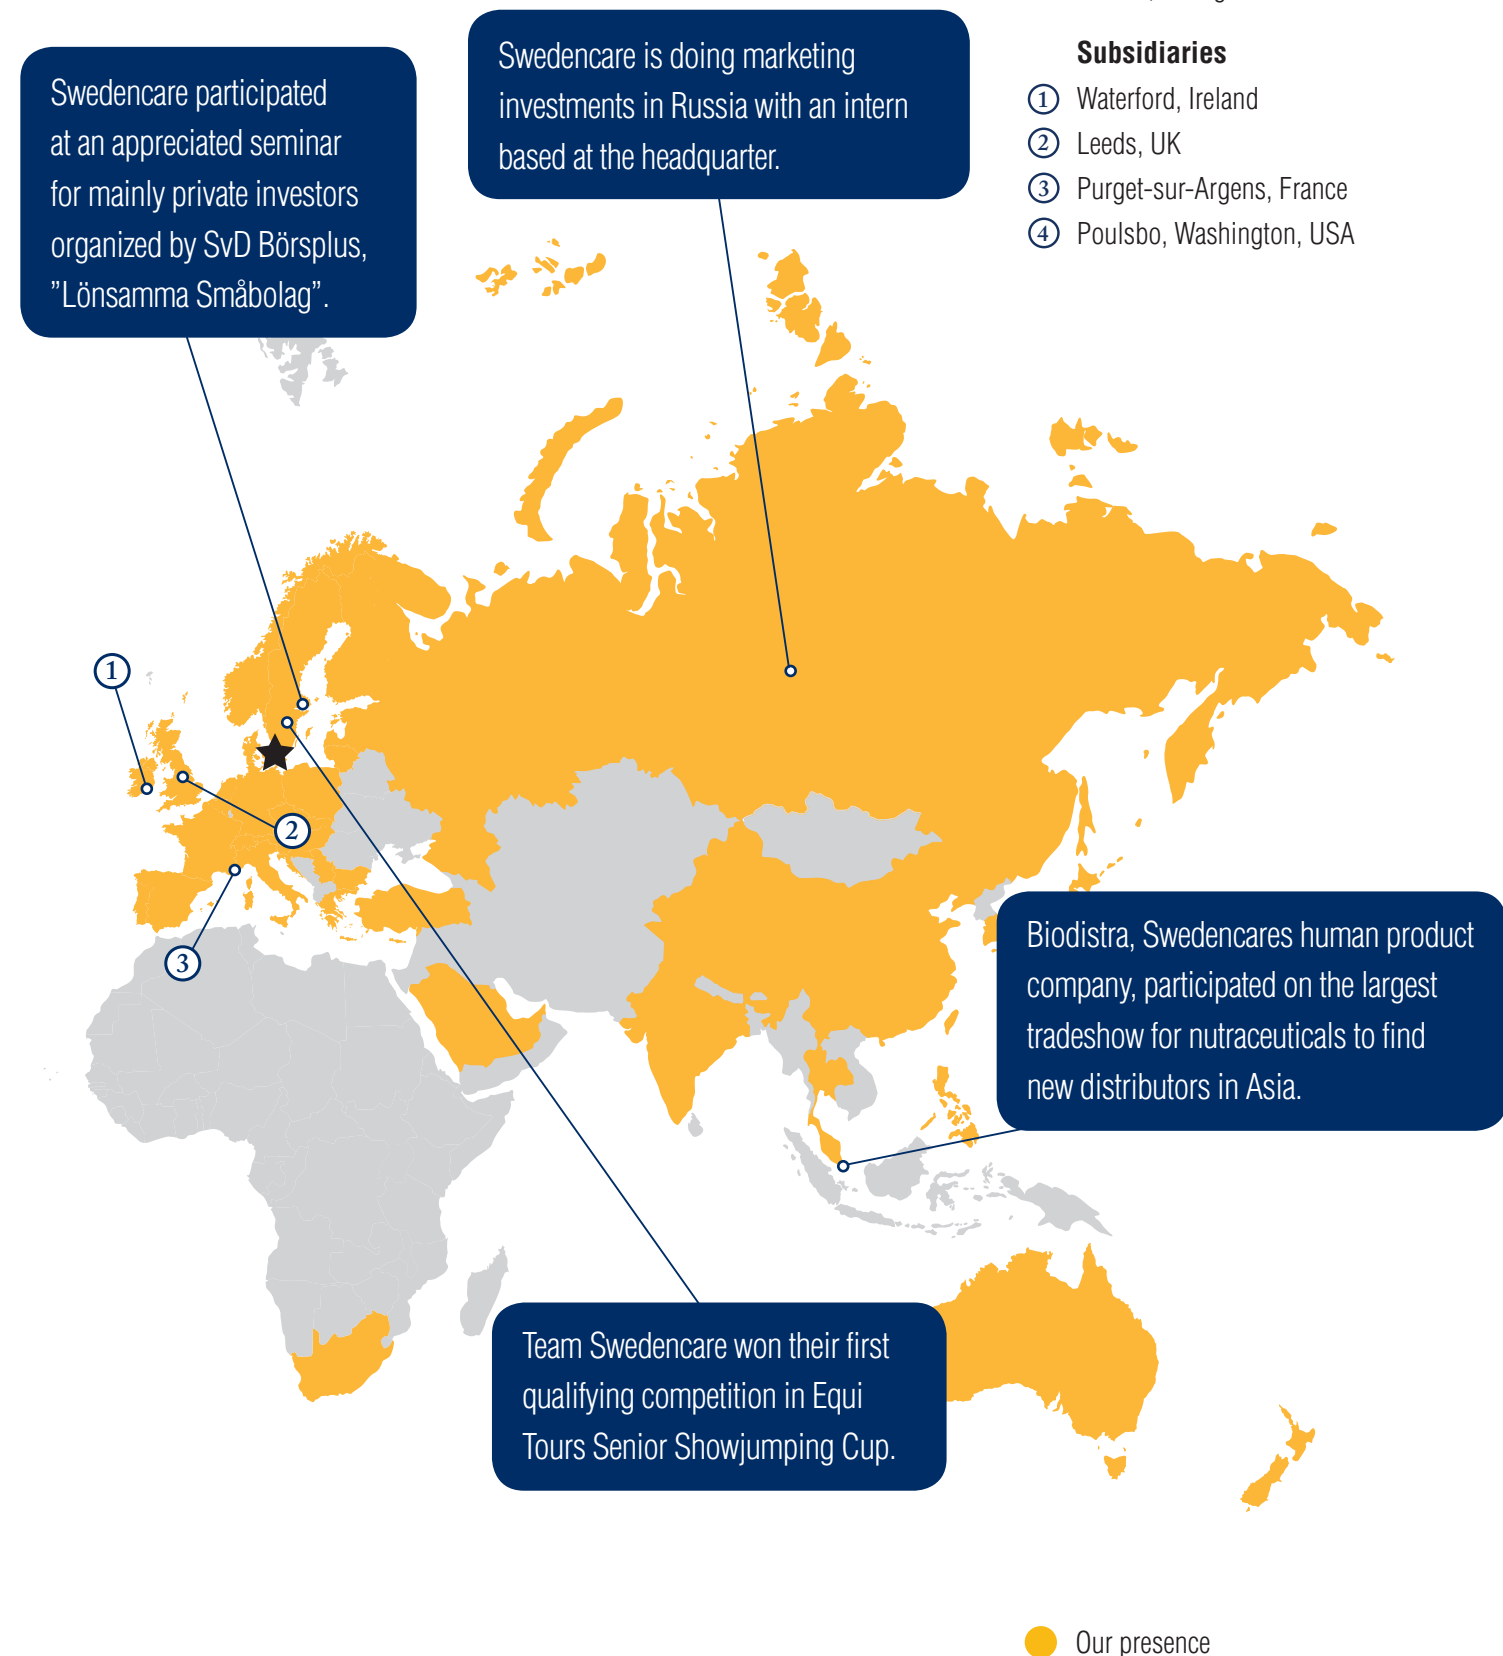 Swedencare participated
at an appreciated seminar
for mainly private investors
organized by SvD Börsplus,
”Lönsamma Småbolag”.
Swedencare is doing marketing
investments in Russia with an intern
based at the headquarter.
Subsidiaries
1 Waterford, Ireland
2 Leeds, UK
3 Purget-sur-Argens, France
4 Poulsbo, Washington, USA
1
2
3
Biodistra, Swedencares human product
company, participated on the largest
tradeshow for nutraceuticals to find
new distributors in Asia.
Team Swedencare won their first
qualifying competition in Equi
Tours Senior Showjumping Cup.
Our presence